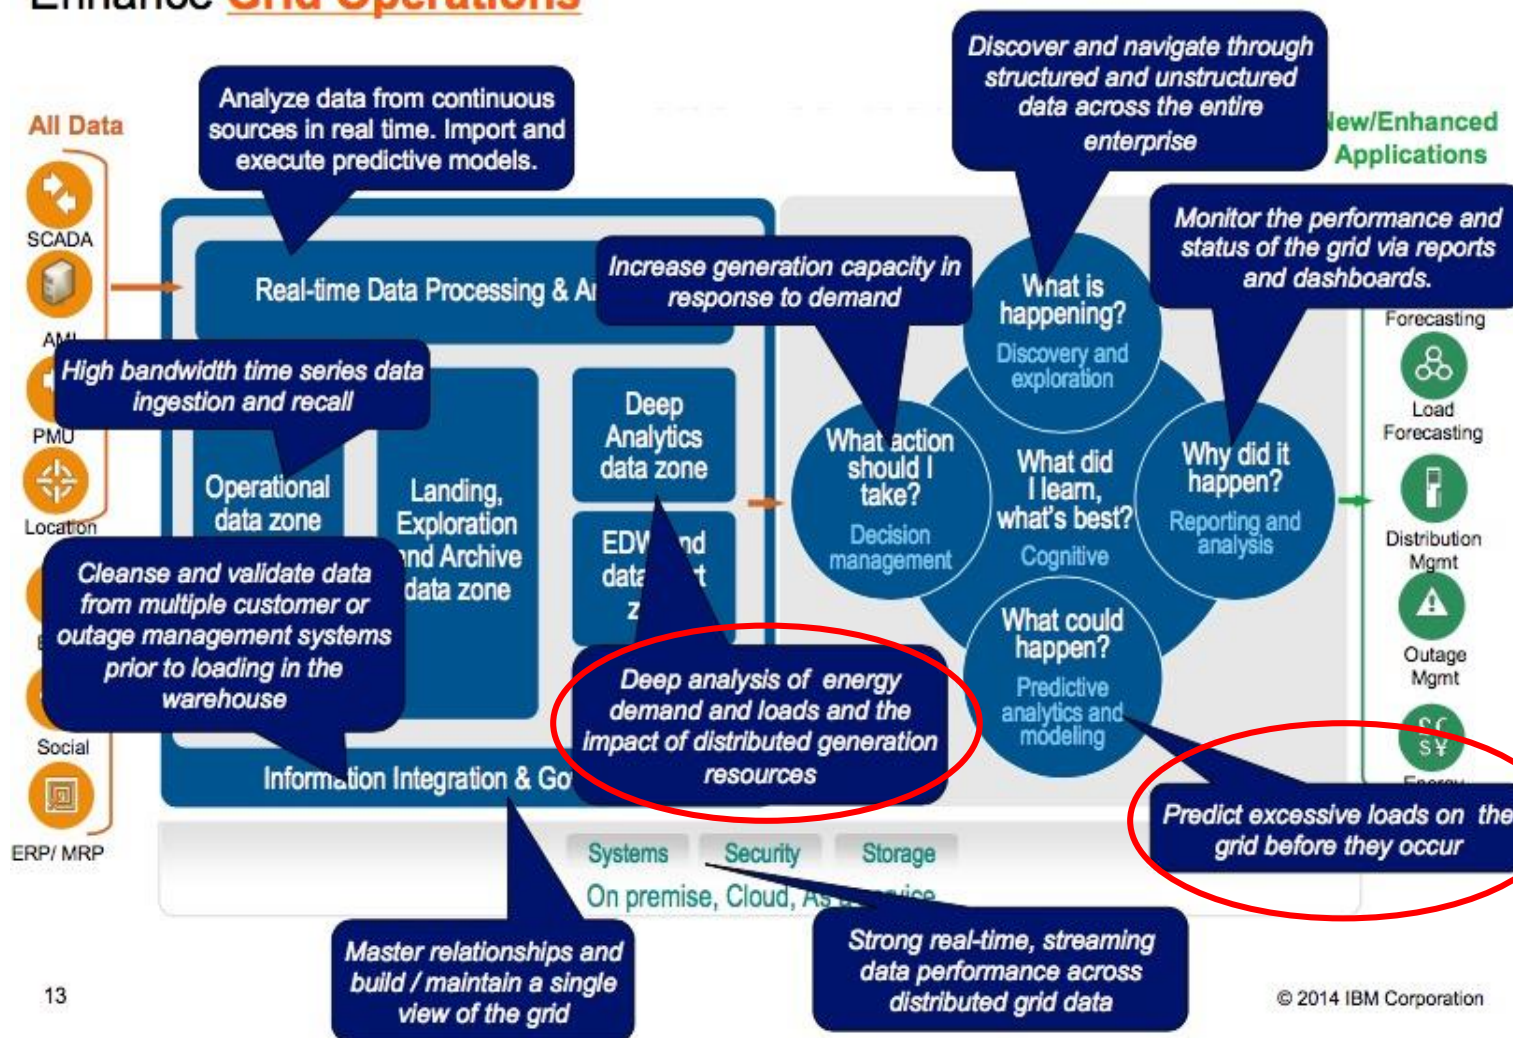 Enhance Grid Operations
Analyze data from continuous
sources in real time. Import and
execute predictive models.
Discover and navigate through
structured and unstructured
data across the entire
enterprise
All Data
New/Enhanced
Applications
SCADA
AMI
PMU
Location
Social
ERP/ MRP
Real-time Data Processing &
Increase generation capacity in
response to demand
Monitor the performance and
status of the grid via reports
and dashboards.
High bandwidth time series data
ingestion and recall
Operational
data zone
Landing,
Exploration
and Archive
data zone
Deep
Analytics
data zone
EDW and
data
Cleanse and validate data
from multiple customer or
outage management systems
prior to loading in the
warehouse
Deep analysis of energy
demand and loads and the
impact of distributed generation
resources
Information Integration &
What is
happening?
Discovery and
exploration
What action
should I
take?
Decision
management
What did
I learn,
what's best?
Cognitive
Why did it
happen?
Reporting and
analysis
What could
happen?
Predictive
analytics and
modeling
Forecasting
Load
Forecasting
Distribution
Mgmt
Outage
Mgmt
£ €
$ ¥
Energy
Predict excessive loads on the
grid before they occur
Systems
Security
Storage
On premise, Cloud, As a service
Master relationships and
build / maintain a single
view of the grid
Strong real-time, streaming
data performance across
distributed grid data
13
© 2014 IBM Corporation